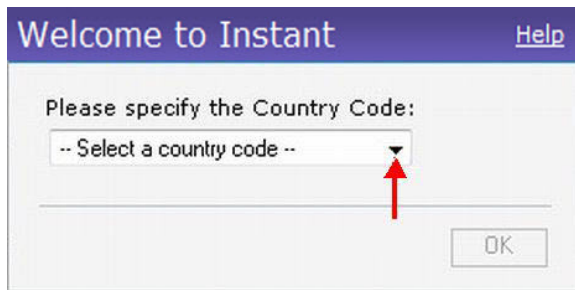 Welcome to Instant Help
Please specify the Country Code:
-- Select a country code --
OK